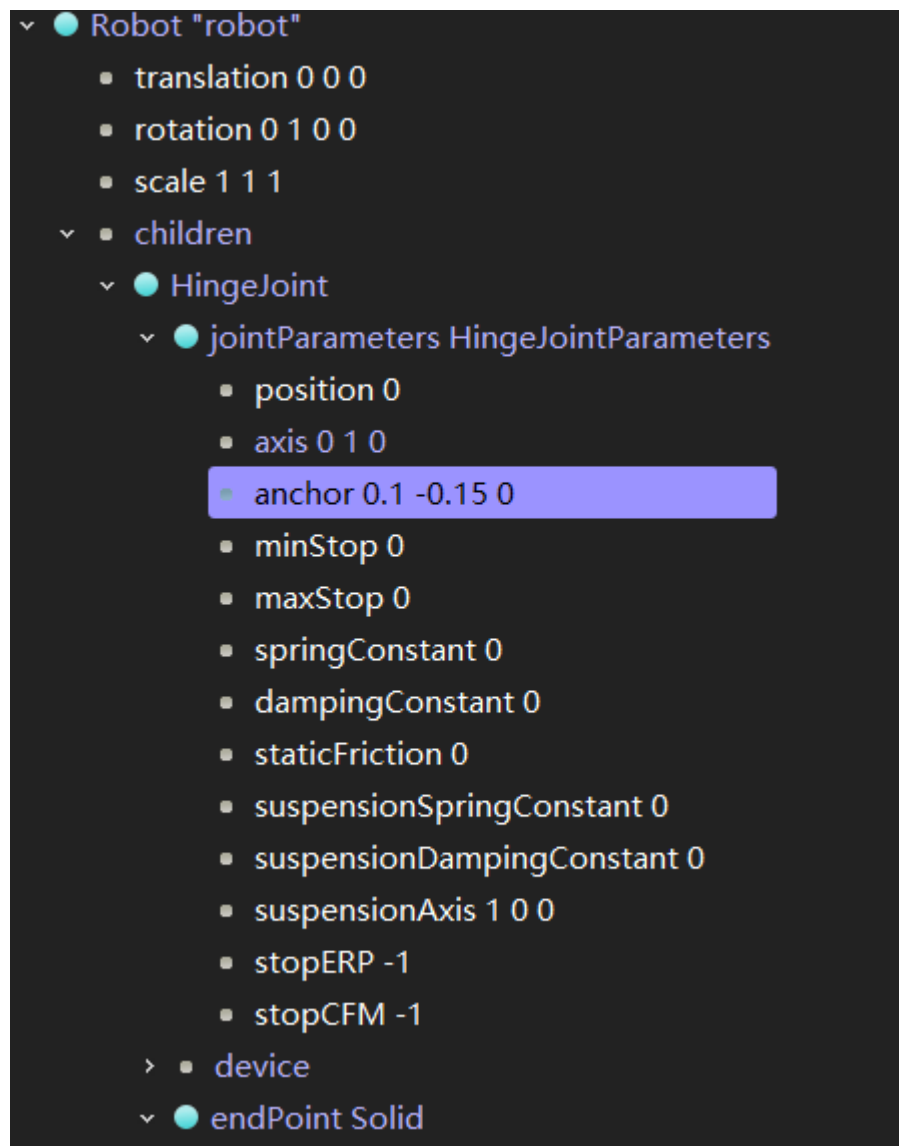 Robot "robot"
translation 0 0 0
rotation 0 1 0 0
scale 1 1 1
children
HingeJoint
jointParameters HingeJointParameters
position 0
axis 0 1 0
anchor 0.1 -0.15 0
minStop 0
maxStop 0
springConstant 0
dampingConstant 0
staticFriction 0
suspensionSpringConstant 0
suspensionDampingConstant 0
suspensionAxis 1 0 0
stopERP -1
stopCFM -1
device
endPoint Solid